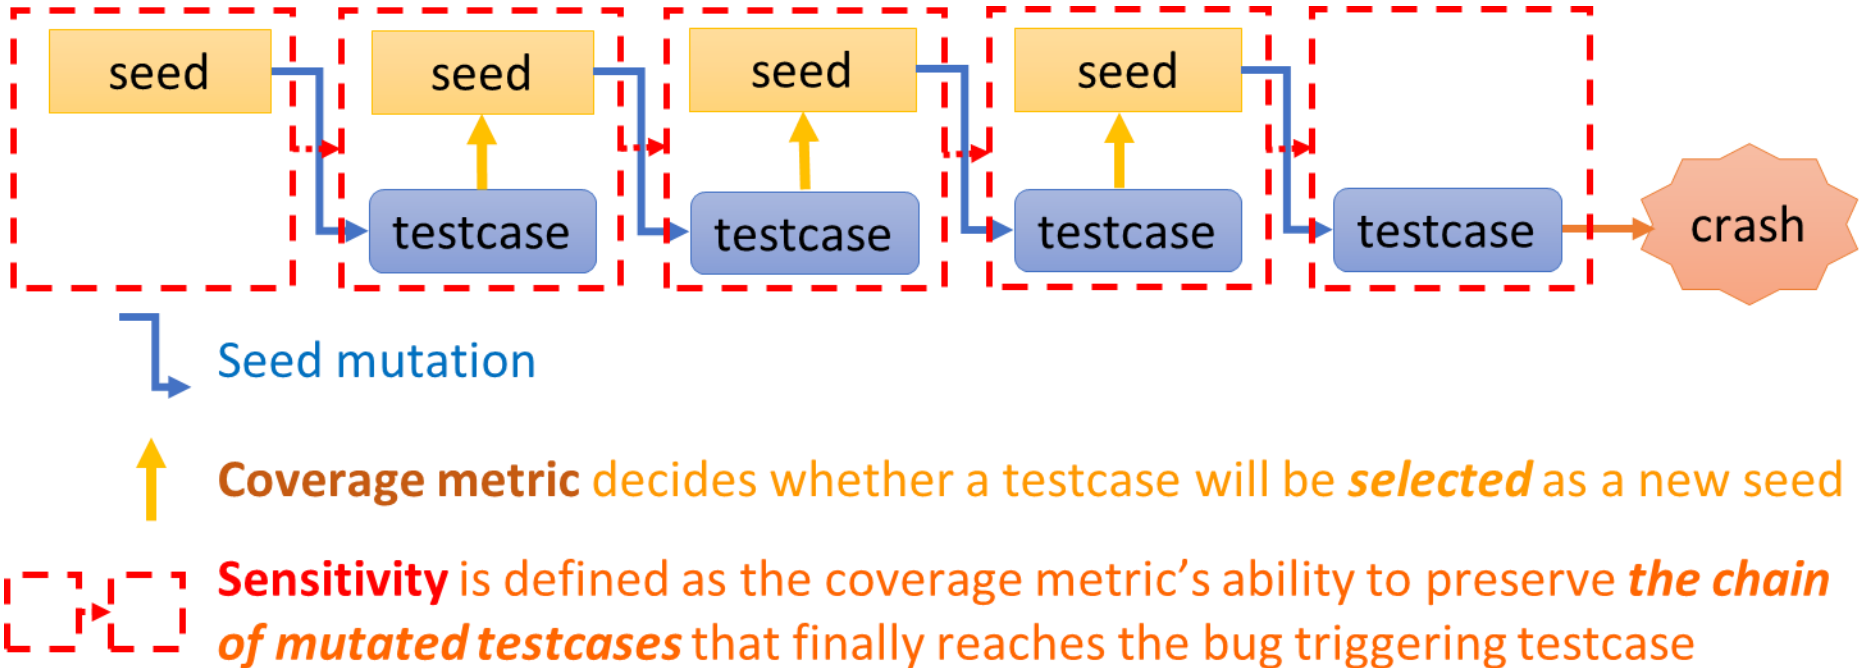 seed
seed
seed
seed
testcase
testcase
testcase
testcase
crash
Seed mutation
Coverage metric decides whether a testcase will be selected as a new seed
Sensitivity is defined as the coverage metric's ability to preserve the chain
of mutated testcases that finally reaches the bug triggering testcase